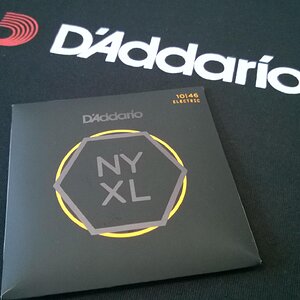 D'Addario
10|46
ELECTRIC
D'Addario
NY
XL